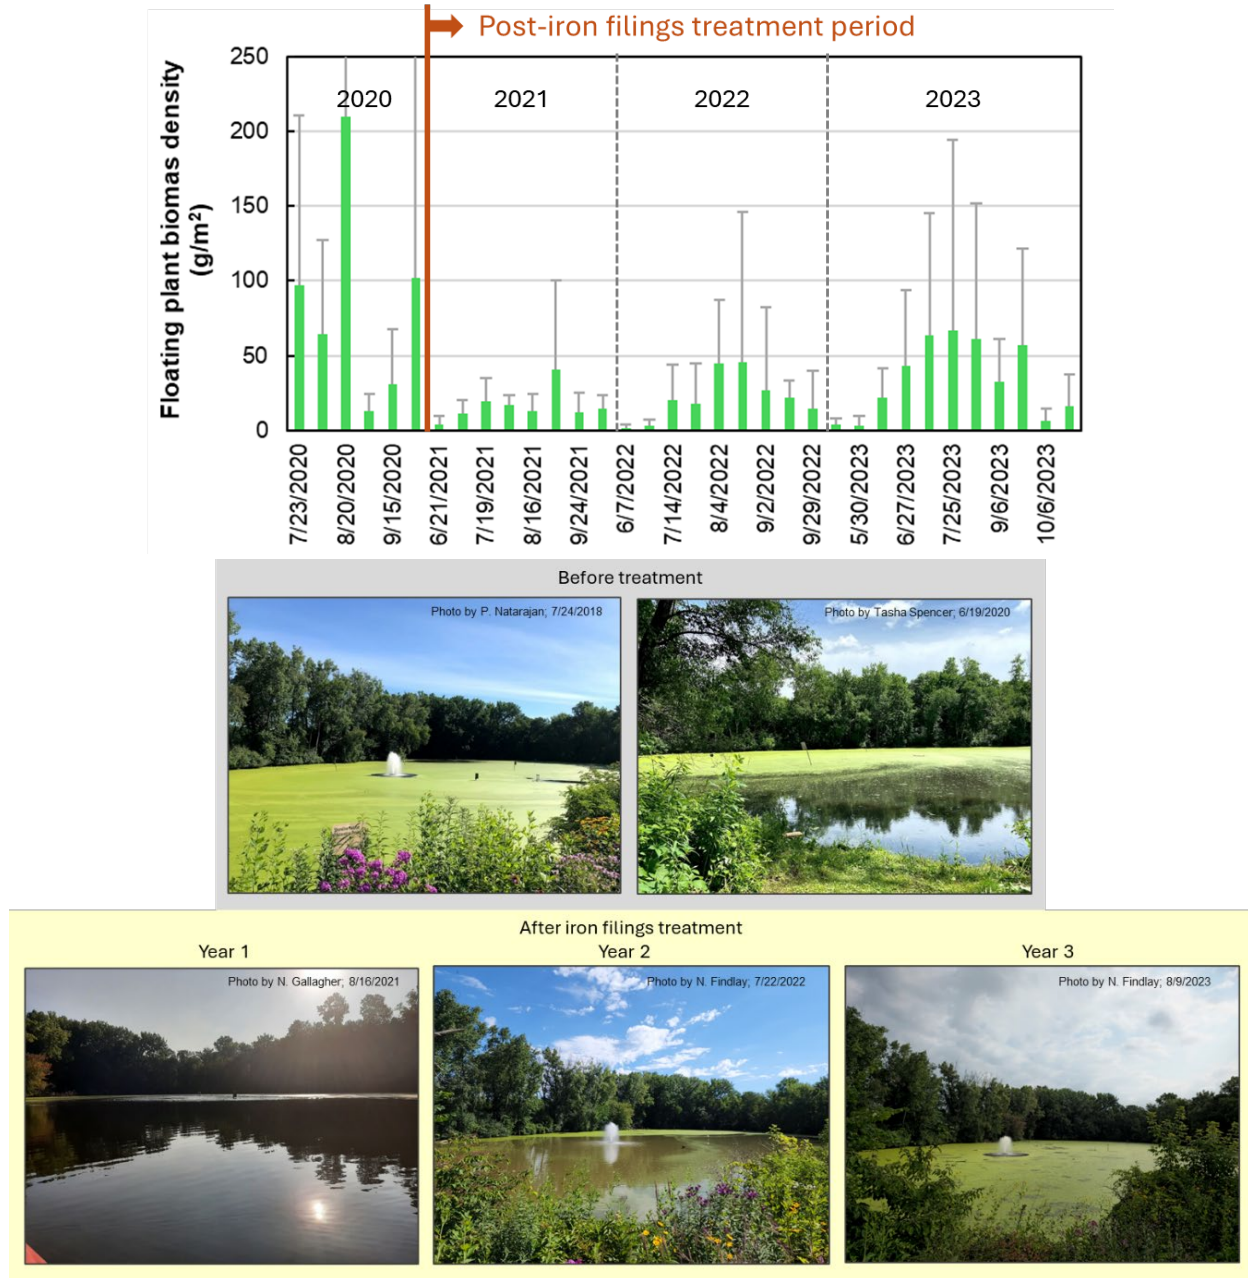 Post-iron filings treatment period
Floating plant biomas density
(g/m²)
250
200
150
100
50
0
2020
2021
2022
2023
7/23/2020
8/20/2020
9/15/2020
6/21/2021
7/19/2021
8/16/2021
9/24/2021
6/7/2022
7/14/2022
8/4/2022
9/2/2022
9/29/2022
5/30/2023
6/27/2023
7/25/2023
9/6/2023
10/6/2023
Before treatment
Photo by P. Natarajan; 7/24/2018
Photo by Tasha Spencer; 6/19/2020
After iron filings treatment
Year 1
Year 2
Year 3
Photo by N. Gallagher; 8/16/2021
Photo by N. Findlay; 7/22/2022
Photo by N. Findlay; 8/9/2023